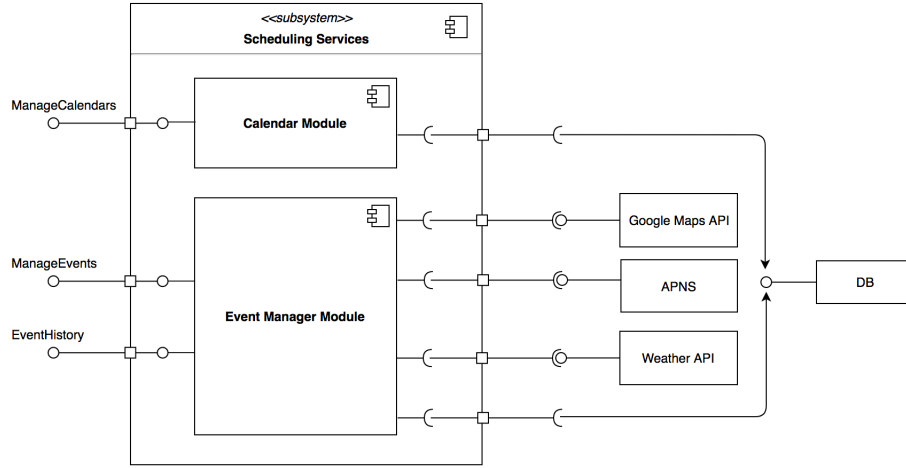 <<subsystem>>
Scheduling Services
ManageCalendars
Calendar Module
Google Maps API
ManageEvents
APNS
DB
Event Manager Module
EventHistory
Weather API